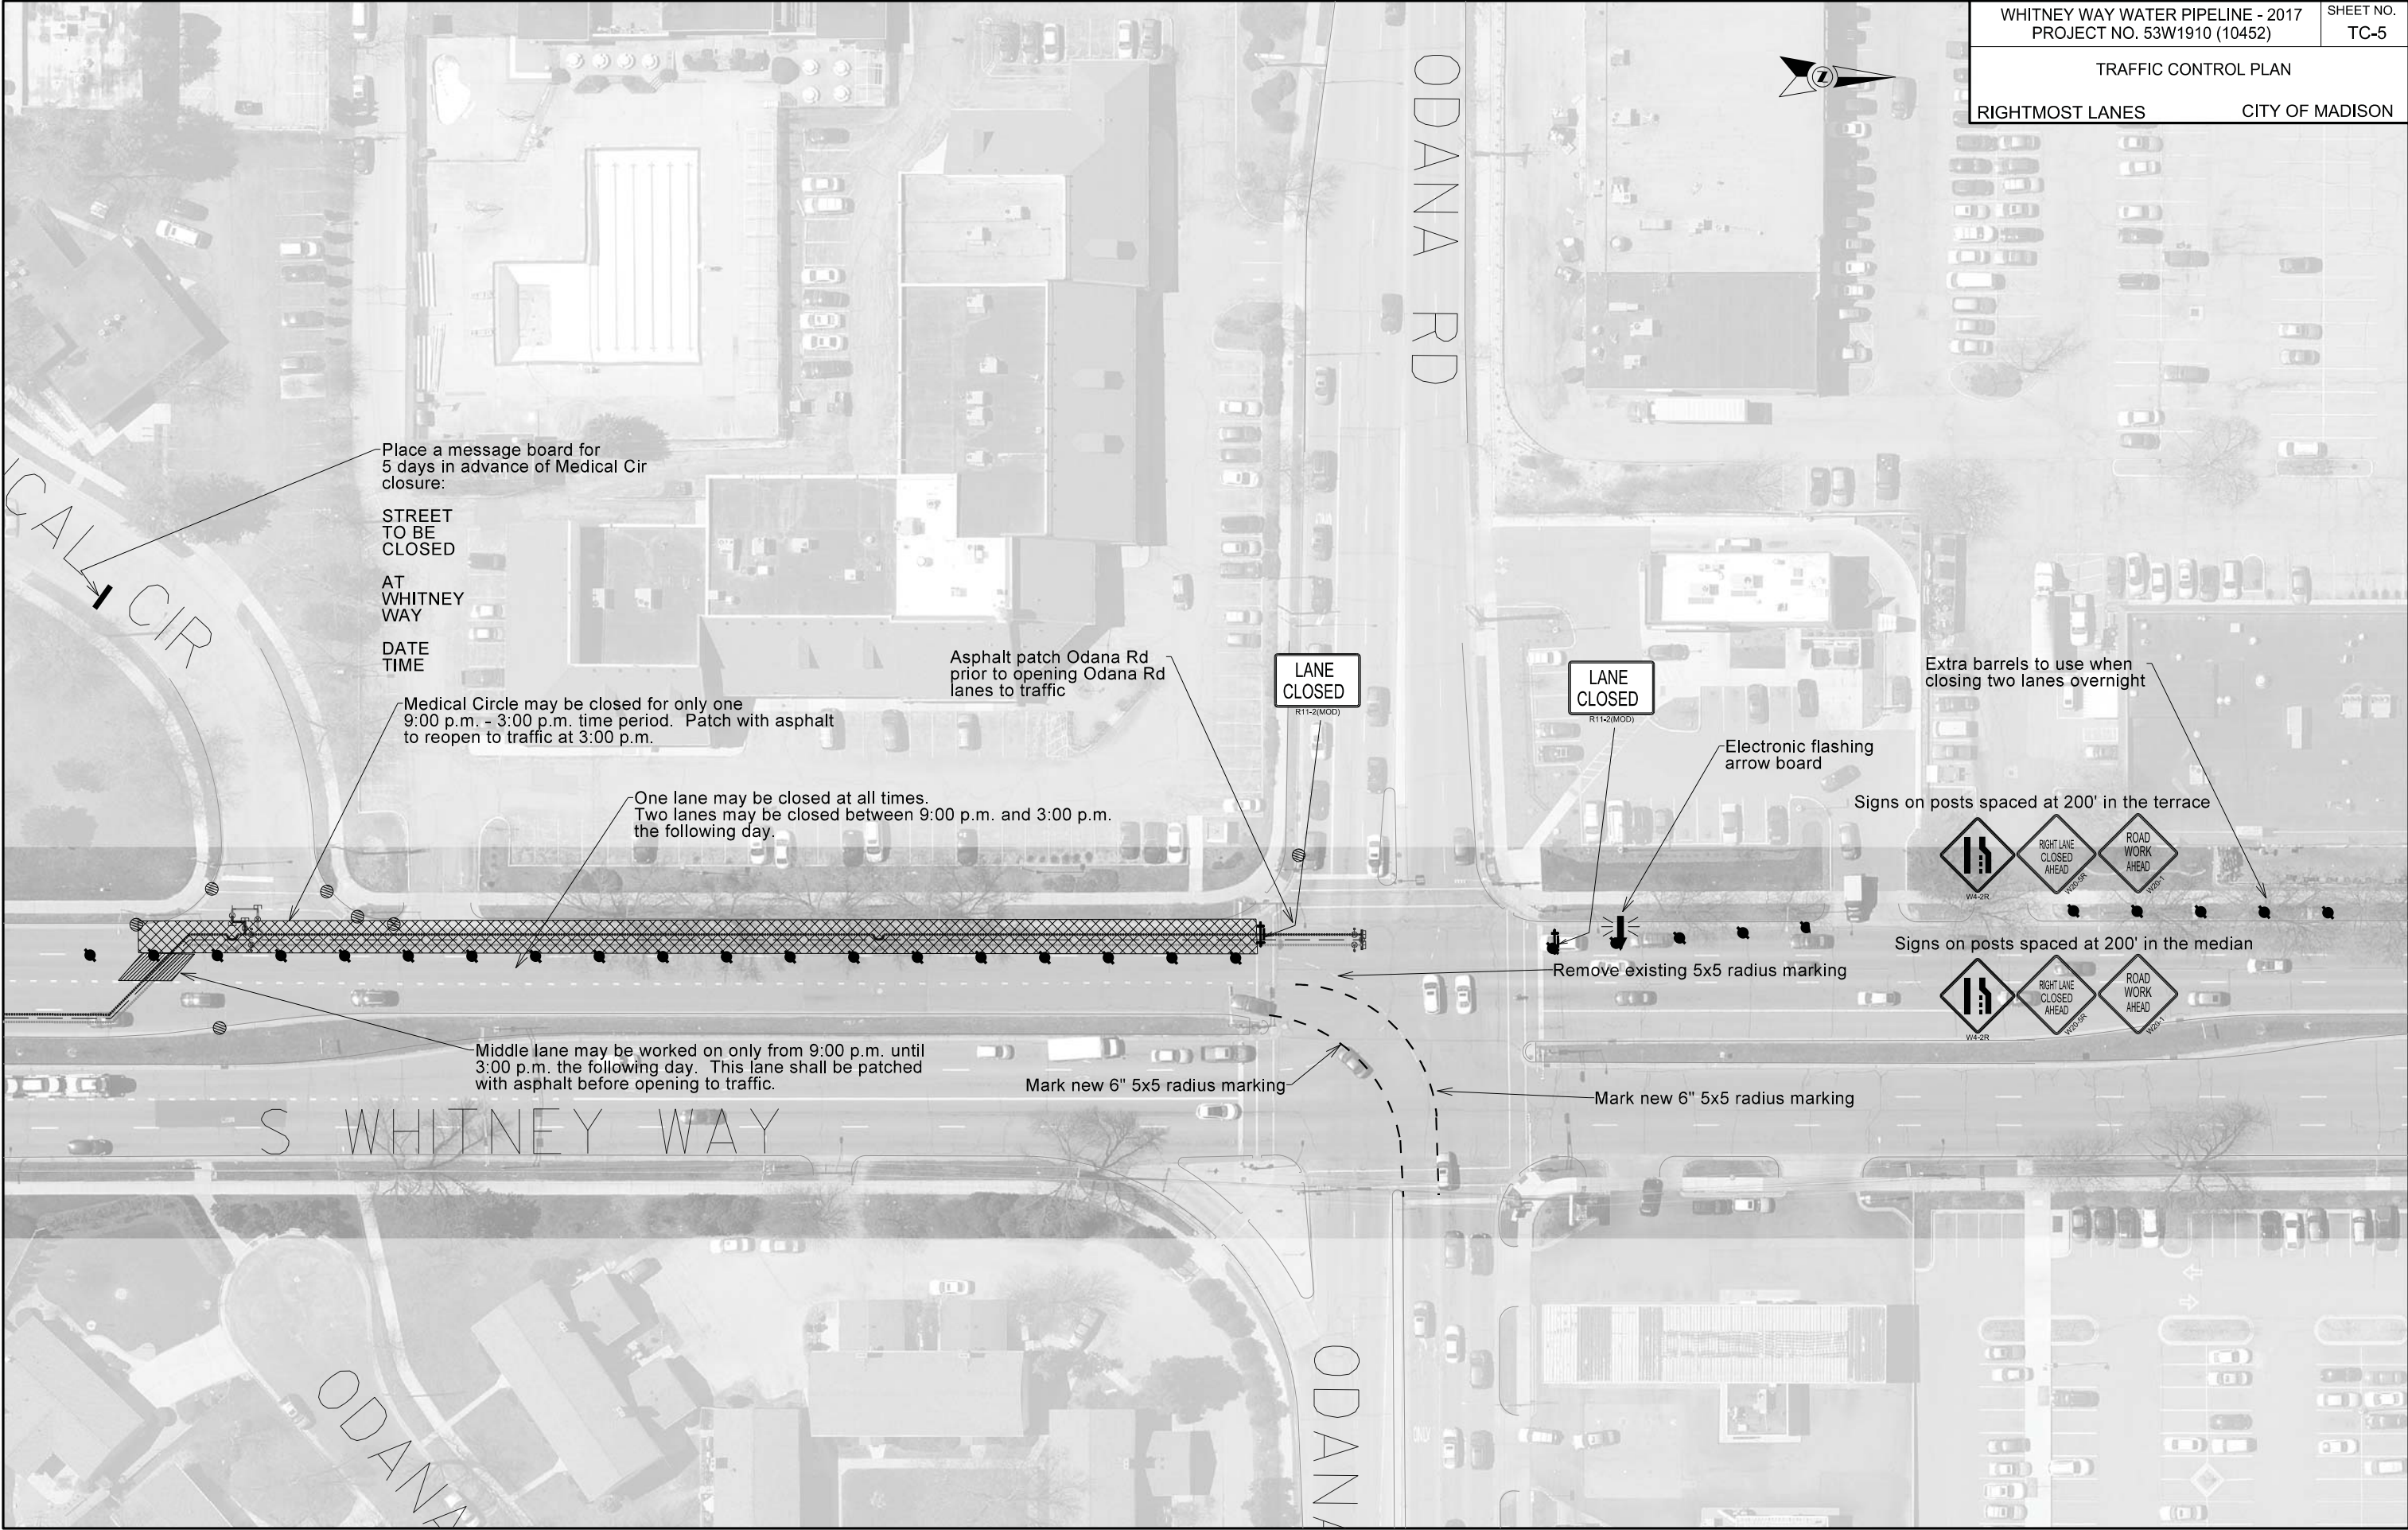 WHITNEY WAY WATER PIPELINE - 2017
PROJECT NO. 53W1910 (10452)
SHEET NO.
TC-5
TRAFFIC CONTROL PLAN
RIGHTMOST LANES
CITY OF MADISON
ODANA RD
Place a message board for
5 days in advance of Medical Cir
closure:
STREET
TO BE
CLOSED
AT
WHITNEY
WAY
DATE
TIME
ICAL CIR
Medical Circle may be closed for only one
9:00 p.m. - 3:00 p.m. time period. Patch with asphalt
to reopen to traffic at 3:00 p.m.
One lane may be closed at all times.
Two lanes may be closed between 9:00 p.m. and 3:00 p.m.
the following day.
Asphalt patch Odana Rd
prior to opening Odana Rd
lanes to traffic
LANE
CLOSED
R11-2(MOD)
LANE
CLOSED
R11-2(MOD)
Electronic flashing
arrow board
Extra barrels to use when
closing two lanes overnight
Signs on posts spaced at 200' in the terrace
W4-2R
RIGHT LANE
CLOSED
AHEAD
W20-5R
ROAD
WORK
AHEAD
W20-1
Signs on posts spaced at 200' in the median
W4-2R
RIGHT LANE
CLOSED
AHEAD
W20-5R
ROAD
WORK
AHEAD
W20-1
Remove existing 5x5 radius marking
Middle lane may be worked on only from 9:00 p.m. until
3:00 p.m. the following day. This lane shall be patched
with asphalt before opening to traffic.
Mark new 6" 5x5 radius marking
Mark new 6" 5x5 radius marking
S WHITNEY WAY
ODANA
ODANA
ONLY